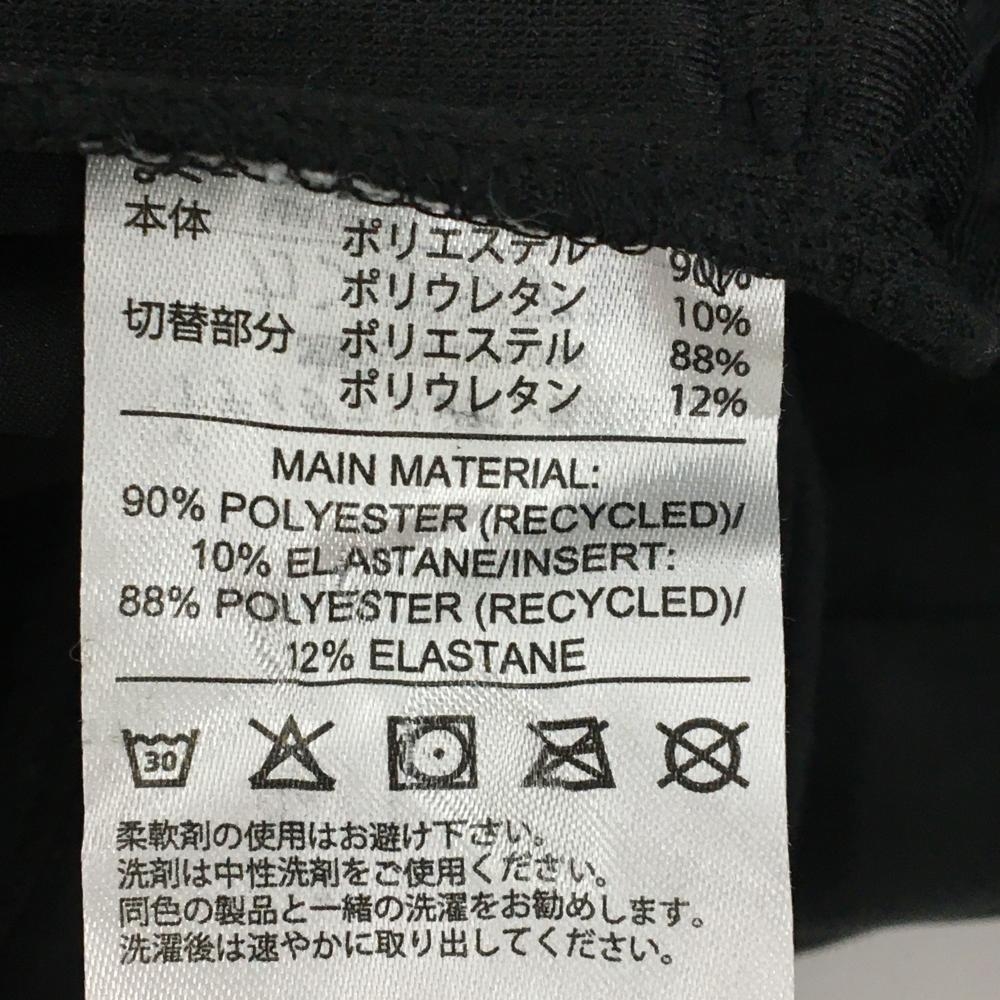 本体 ポリエステル 90%
ポリウレタン 10%
切替部分 ポリエステル 88%
ポリウレタン 12%
MAIN MATERIAL:
90% POLYESTER (RECYCLED)/
10% ELASTANE/INSERT:
88% POLYESTER (RECYCLED)/
12% ELASTANE
30
柔軟剤の使用はお避け下さい。
洗剤は中性洗剤をご使用ください。
同色の製品と一緒の洗濯をお勧めします。
洗濯後は速やかに取り出してください。